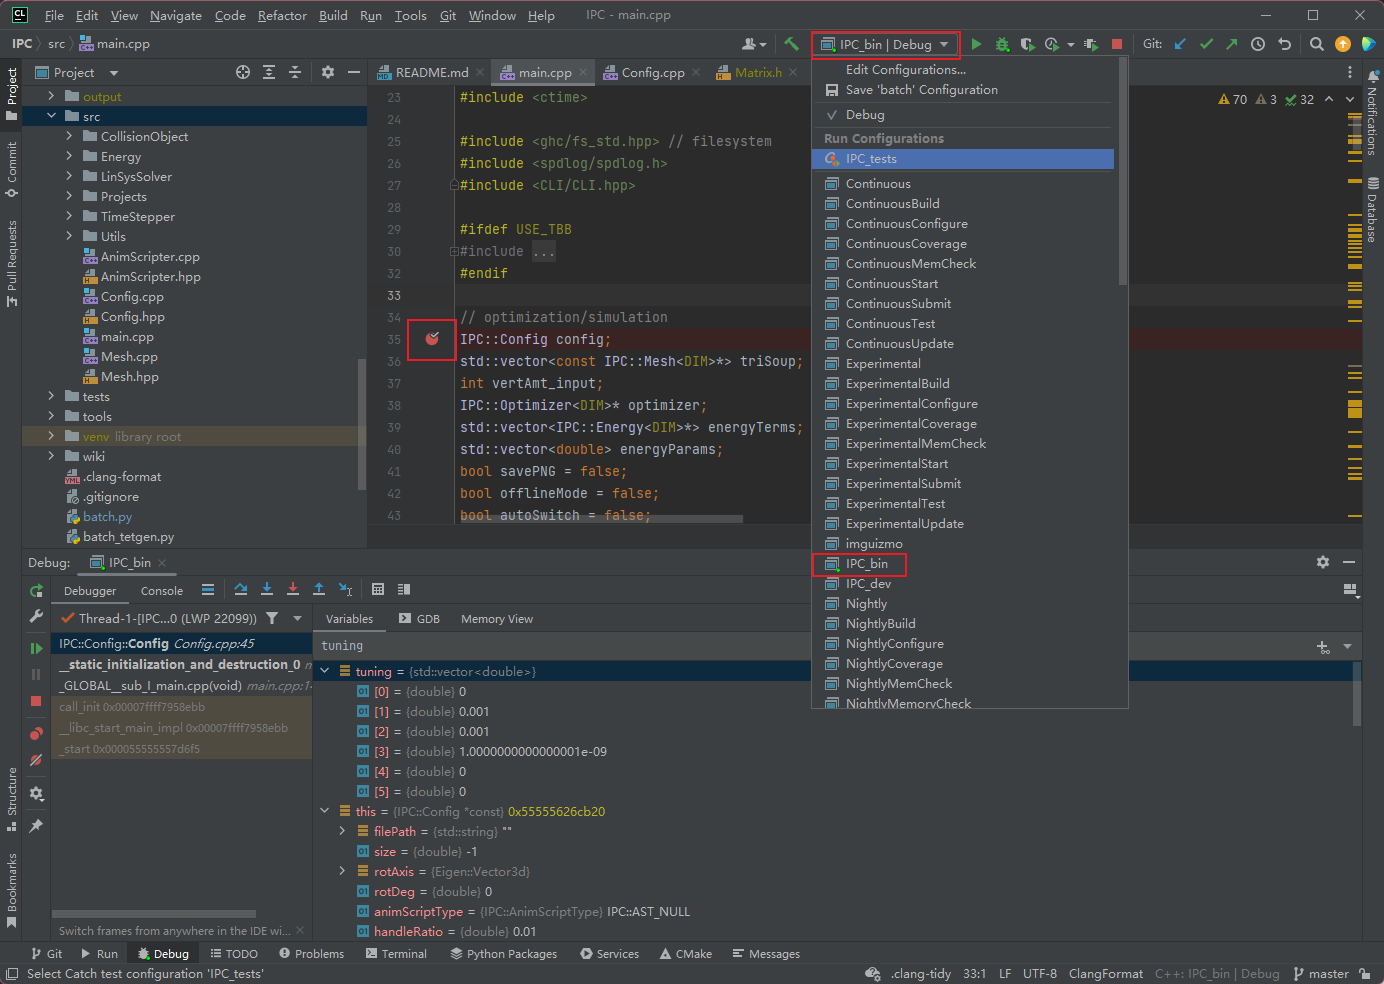 CL File Edit View Navigate Code Refactor Build Run Tools Git Window Help IPC - main.cpp
IPC src main.cpp
IPC_bin | Debug
Git:
Project
README.md main.cpp Config.cpp Matrix.h
Project
Commit
Pull Requests
Structure
Bookmarks
Notifications
Database
output
src
CollisionObject
Energy
LinSysSolver
Projects
TimeStepper
Utils
AnimScripter.cpp
AnimScripter.hpp
Config.cpp
Config.hpp
main.cpp
Mesh.cpp
Mesh.hpp
tests
tools
venv library root
wiki
.clang-format
.gitignore
batch.py
batch_tetgen.py
70 3 32
23 #include <ctime>
24
25 #include <ghc/fs_std.hpp> // filesystem
26 #include <spdlog/spdlog.h>
27 #include <CLI/CLI.hpp>
28
29 #ifdef USE_TBB
30 #include ...
32 #endif
33
34 // optimization/simulation
35 IPC::Config config;
36 std::vector<const IPC::Mesh<DIM>*> triSoup;
37 int vertAmt_input;
38 IPC::Optimizer<DIM>* optimizer;
39 std::vector<IPC::Energy<DIM>*> energyTerms;
40 std::vector<double> energyParams;
41 bool savePNG = false;
42 bool offlineMode = false;
43 bool autoSwitch = false;
Edit Configurations...
Save 'batch' Configuration
Debug
Run Configurations
IPC_tests
Continuous
ContinuousBuild
ContinuousConfigure
ContinuousCoverage
ContinuousMemCheck
ContinuousStart
ContinuousSubmit
ContinuousTest
ContinuousUpdate
Experimental
ExperimentalBuild
ExperimentalConfigure
ExperimentalCoverage
ExperimentalMemCheck
ExperimentalStart
ExperimentalSubmit
ExperimentalTest
ExperimentalUpdate
imguizmo
IPC_bin
IPC_dev
Nightly
NightlyBuild
NightlyConfigure
NightlyCoverage
NightlyMemCheck
NightlyMemoryCheck
Debug: IPC_bin
Debugger Console
Thread-1-[IPC...0 (LWP 22099))
IPC::Config::Config Config.cpp:45
__static_initialization_and_destruction_0
_GLOBAL__sub_I_main.cpp(void) main.cpp:1
call_init 0x00007ffff7958ebb
__libc_start_main_impl 0x00007ffff7958ebb
_start 0x000055555557d6f5
Switch frames from anywhere in the IDE wi...
Variables GDB Memory View
tuning
tuning = {std::vector<double>}
[0] = {double} 0
[1] = {double} 0.001
[2] = {double} 0.001
[3] = {double} 1.0000000000000001e-09
[4] = {double} 0
[5] = {double} 0
this = {IPC::Config *const} 0x55555626cb20
filePath = {std::string} ""
size = {double} -1
rotAxis = {Eigen::Vector3d}
rotDeg = {double} 0
animScriptType = {IPC::AnimScriptType} IPC::AST_NULL
handleRatio = {double} 0.01
Git Run Debug TODO Problems Terminal Python Packages Services CMake Messages
Select Catch test configuration 'IPC_tests'
.clang-tidy 33:1 LF UTF-8 ClangFormat C++: IPC_bin | Debug master